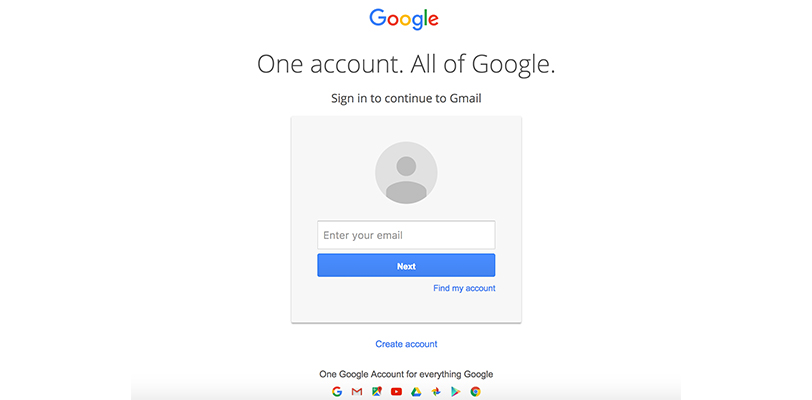 Google
One account. All of Google.
Sign in to continue to Gmail
Enter your email
Next
Find my account
Create account
One Google Account for everything Google